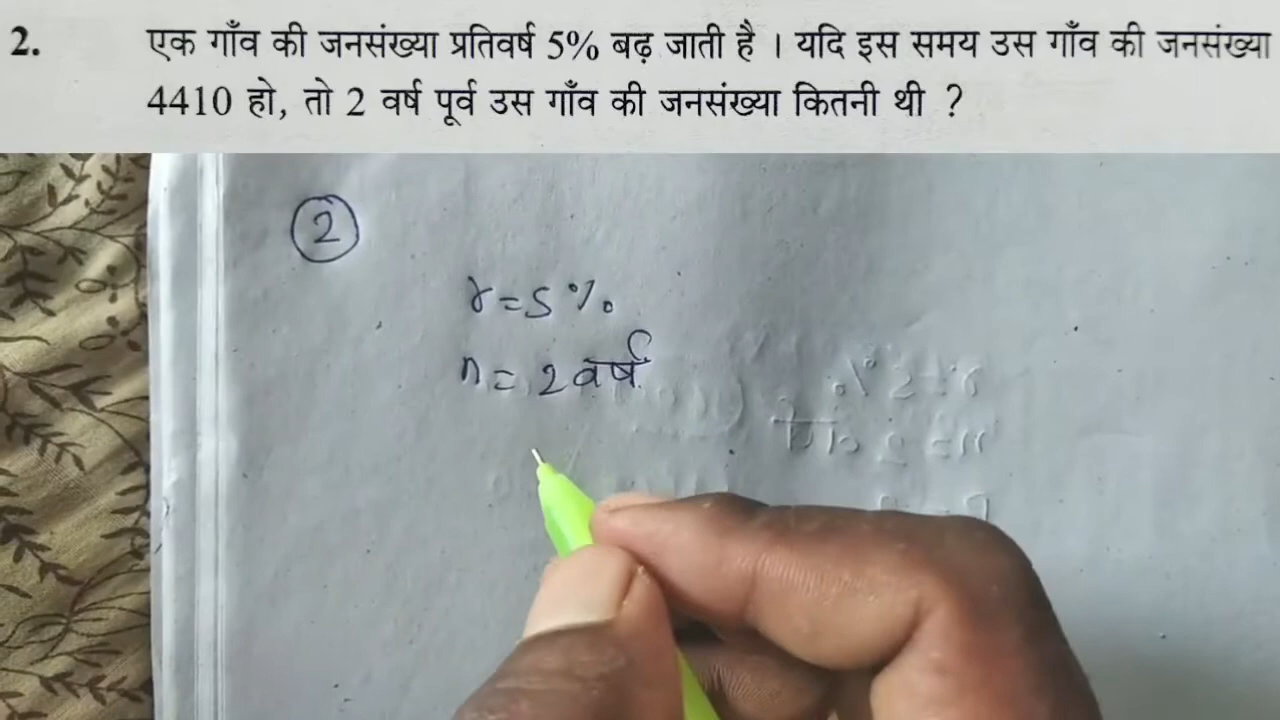 2. एक गाँव की जनसंख्या प्रतिवर्ष 5% बढ़ जाती है । यदि इस समय उस गाँव की जनसंख्या
4410 हो, तो 2 वर्ष पूर्व उस गाँव की जनसंख्या कितनी थी ?
2
r=5%
n= 2 वर्ष